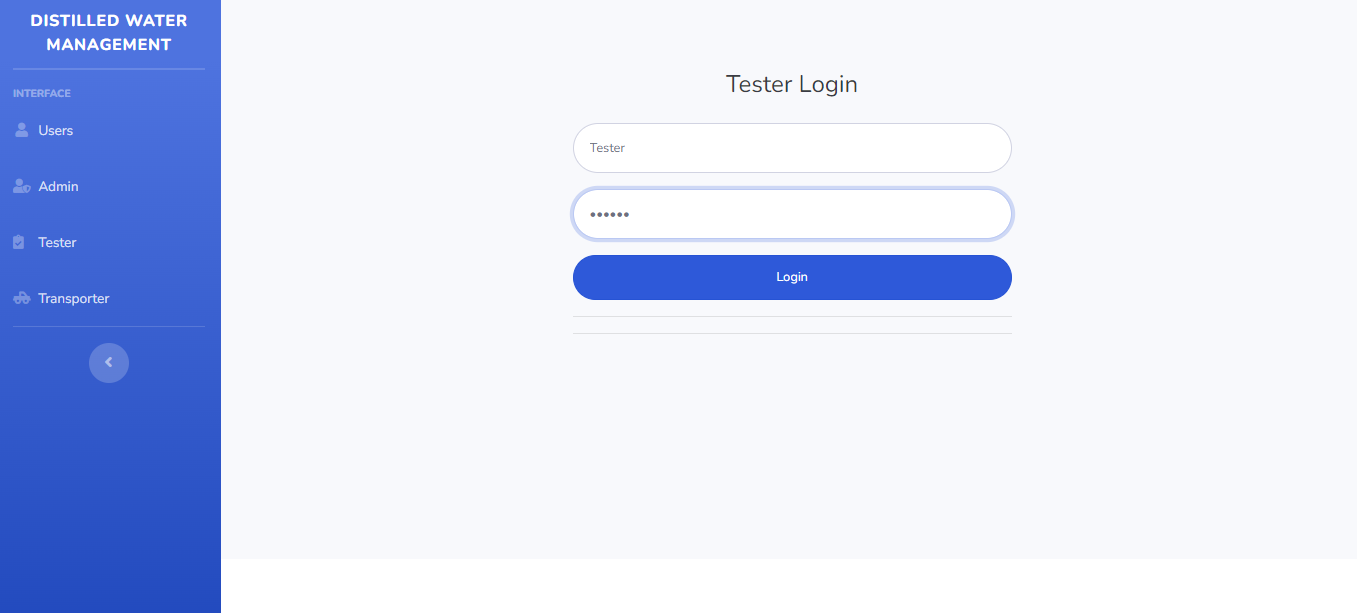 DISTILLED WATER
MANAGEMENT
INTERFACE
Users
Admin
Tester
Transporter
Tester Login
Tester
••••••
Login